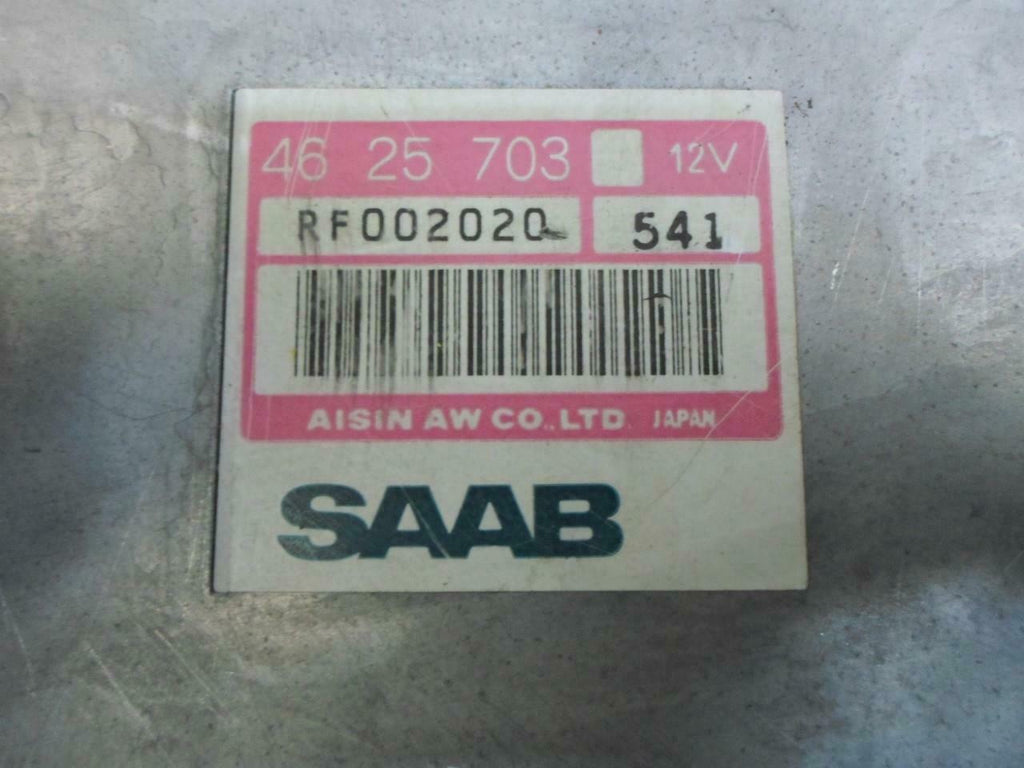 46 25 703 12V
RF002020 541
AISIN AW CO.,LTD. JAPAN
SAAB